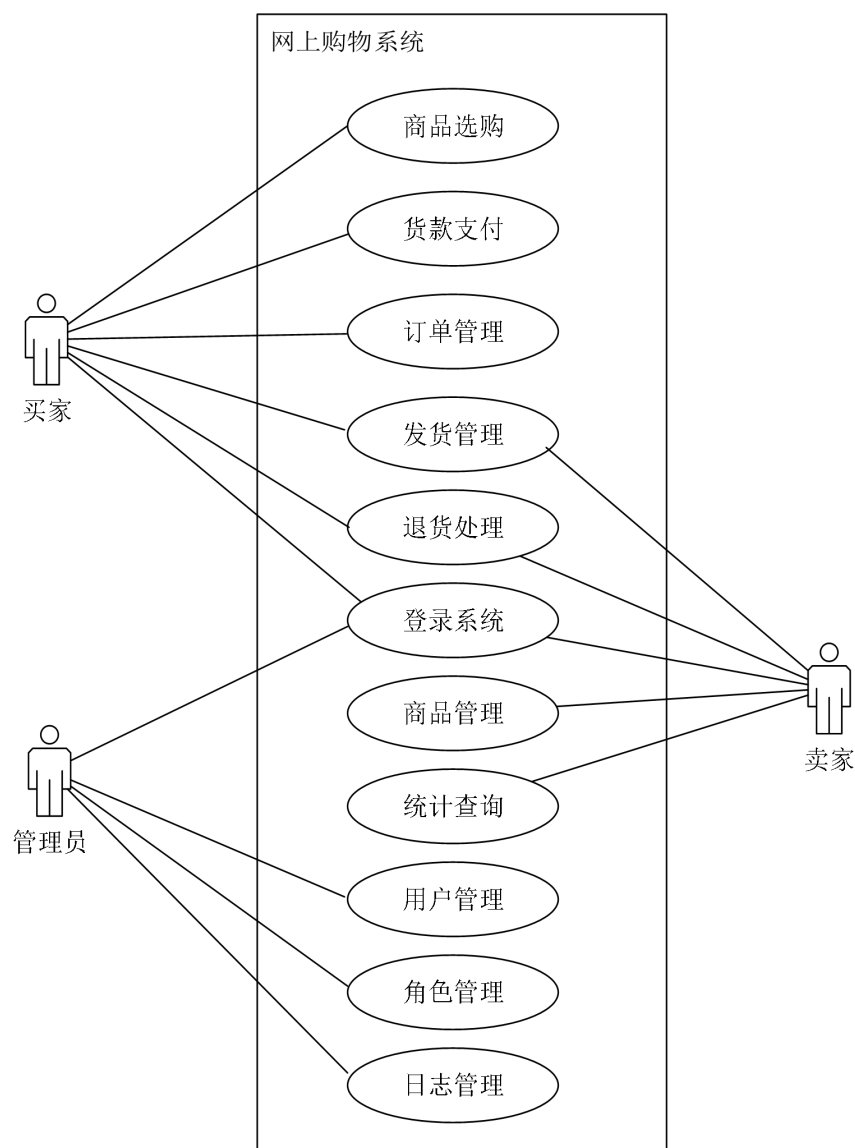 网上购物系统
商品选购
货款支付
订单管理
买家
发货管理
退货处理
登录系统
商品管理
卖家
统计查询
管理员
用户管理
角色管理
日志管理